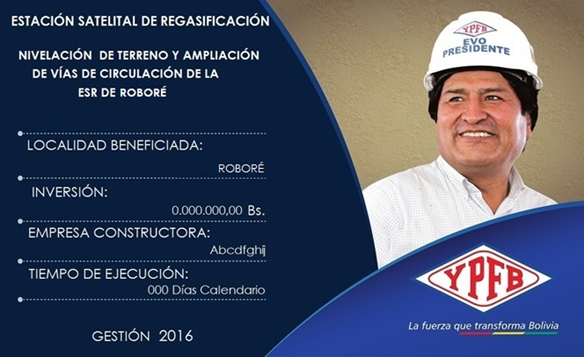 ESTACIÓN SATELITAL DE REGASIFICACIÓN
NIVELACIÓN DE TERRENO Y AMPLIACIÓN
DE VÍAS DE CIRCULACIÓN DE LA
ESR DE ROBORÉ
LOCALIDAD BENEFICIADA:
ROBORÉ
INVERSIÓN:
0.000.000,00 Bs.
EMPRESA CONSTRUCTORA:
Abcdfghij
TIEMPO DE EJECUCIÓN:
000 Días Calendario
GESTIÓN 2016
YPFB
EVO
PRESIDENTE
YPFB
La fuerza que transforma Bolivia